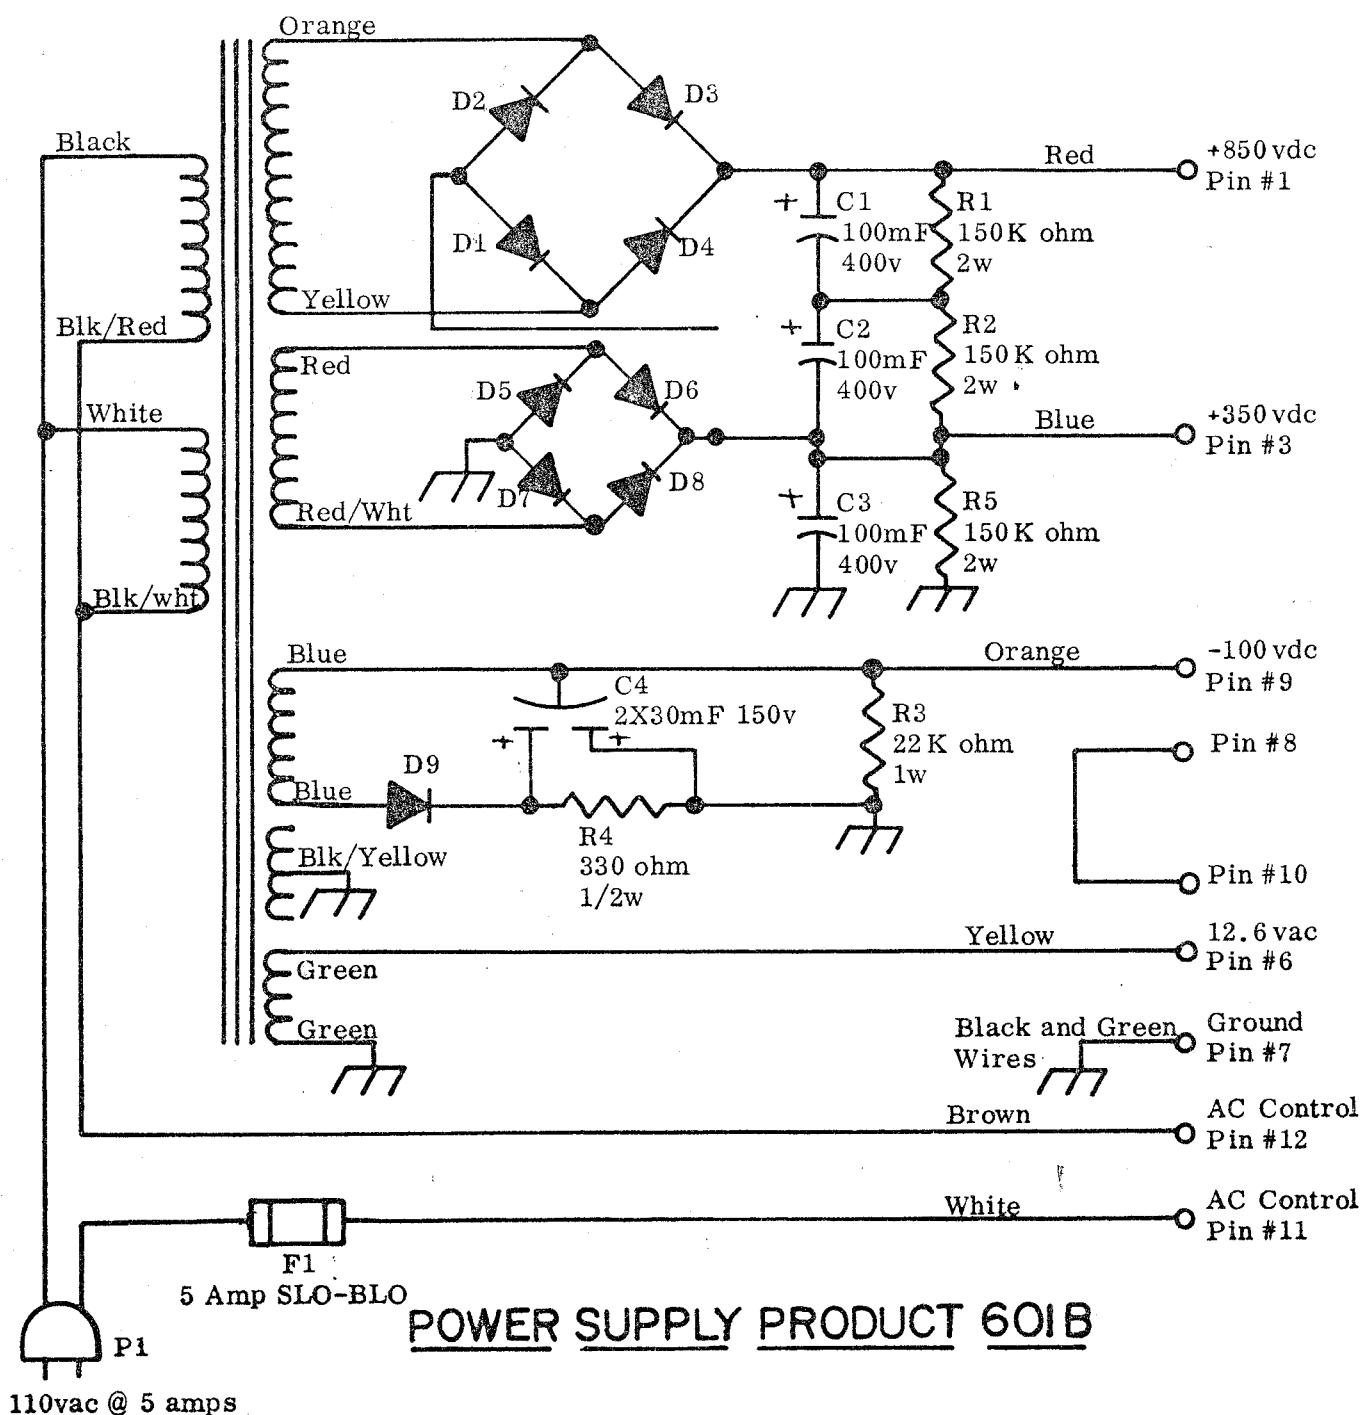 Orange
D2
D3
Black
Red
+850 vdc
Pin #1
+
C1
100mF
400v
R1
150K ohm
2w
D1
D4
Yellow
Blk/Red
+
C2
100mF
400v
R2
150K ohm
2w
Red
D5
D6
White
Blue
+350 vdc
Pin #3
D7
D8
Red/Wht
+
C3
100mF
400v
R5
150K ohm
2w
Blk/wht
Blue
Orange
-100 vdc
Pin #9
C4
2X30mF 150v
+
+
R3
22K ohm
1w
Pin #8
D9
Blue
R4
330 ohm
1/2w
Blk/Yellow
Pin #10
Yellow
12.6 vac
Pin #6
Green
Green
Black and Green
Wires
Ground
Pin #7
Brown
AC Control
Pin #12
White
AC Control
Pin #11
F1
5 Amp SLO-BLO
POWER SUPPLY PRODUCT 601B
P1
110vac @ 5 amps